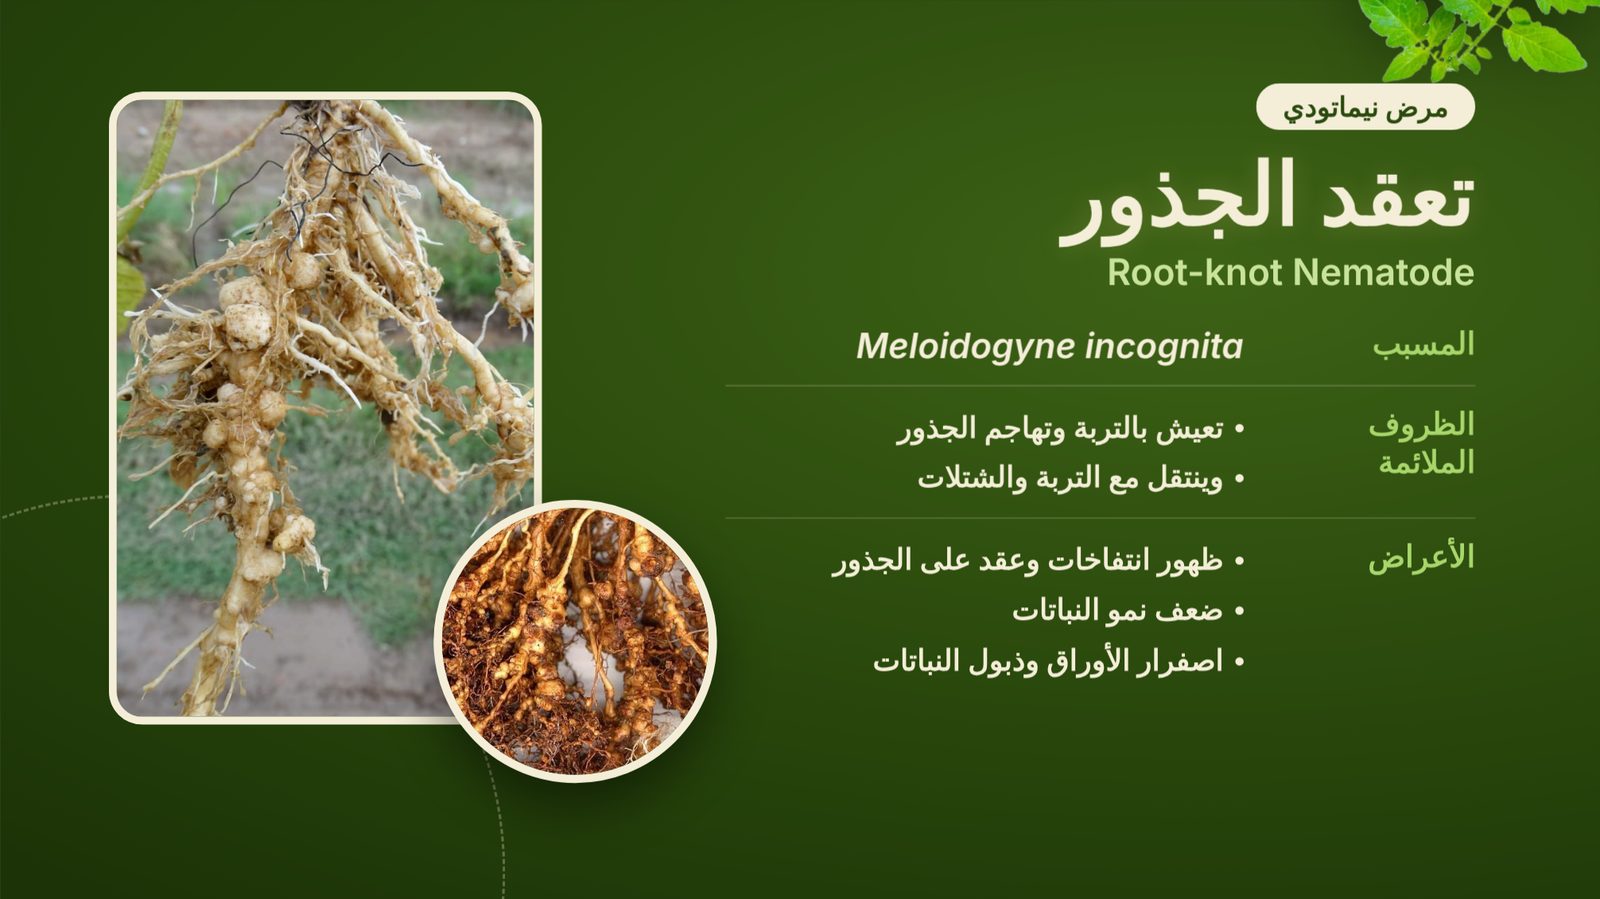 مرض نيماتودي
تعقد الجذور
Root-knot Nematode
المسبب
Meloidogyne incognita
الظروف
الملائمة
• تعيش بالتربة وتهاجم الجذور
• وينتقل مع التربة والشتلات
الأعراض
• ظهور انتفاخات وعقد على الجذور
• ضعف نمو النباتات
• اصفرار الأوراق وذبول النباتات